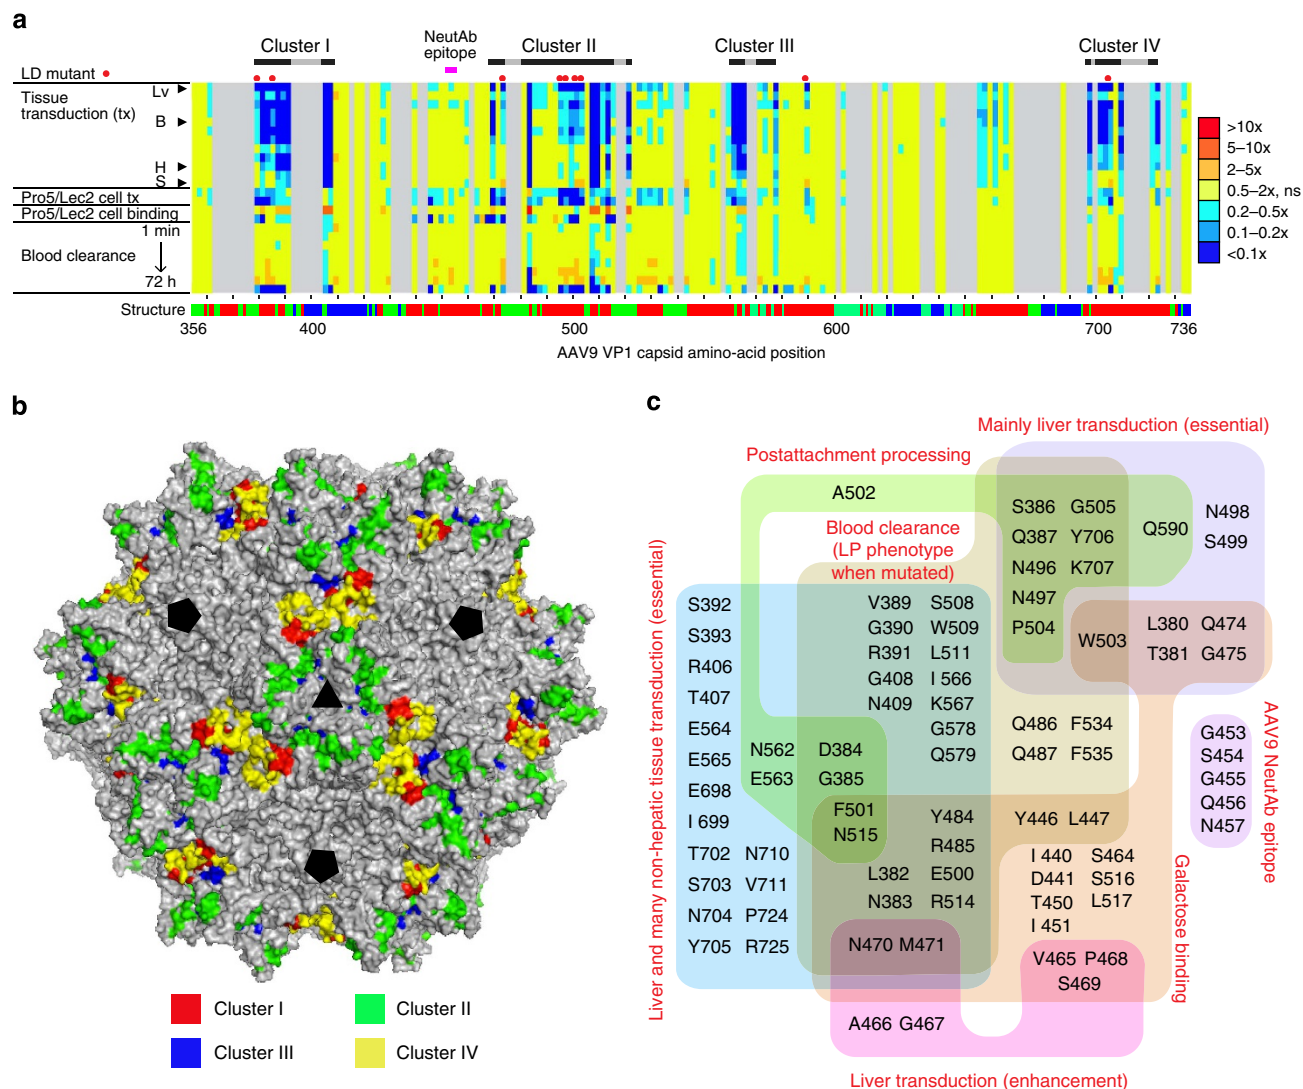 a
Cluster I
NeutAb
epitope
Cluster II
Cluster III
Cluster IV
LD mutant
Tissue
transduction (tx)
Lv
B
H
S
Pro5/Lec2 cell tx
Pro5/Lec2 cell binding
1 min
Blood clearance
72 h
Structure
356
400
500
600
700
736
AAV9 VP1 capsid amino-acid position
>10x
5–10x
2–5x
0.5–2x, ns
0.2–0.5x
0.1–0.2x
<0.1x
b
Cluster I
Cluster II
Cluster III
Cluster IV
c
Mainly liver transduction (essential)
Postattachment processing
A502
Blood clearance
(LP phenotype
when mutated)
S386 G505
Q387 Y706
N496 K707
N497
P504
Q590
N498
S499
W503
L380 Q474
T381 G475
Liver and many non-hepatic tissue transduction (essential)
S392
S393
R406
T407
E564
E565
E698
I 699
T702 N710
S703 V711
N704 P724
Y705 R725
V389 S508
G390 W509
R391 L511
G408 I 566
N409 K567
G578
Q579
N562 D384
E563 G385
F501
N515
Q486 F534
Q487 F535
Y484
R485
L382 E500
N383 R514
Y446 L447
I 440 S464
D441 S516
T450 L517
I 451
N470 M471
V465 P468
S469
A466 G467
G453
S454
G455
Q456
N457
AAV9 NeutAb epitope
Galactose binding
Liver transduction (enhancement)